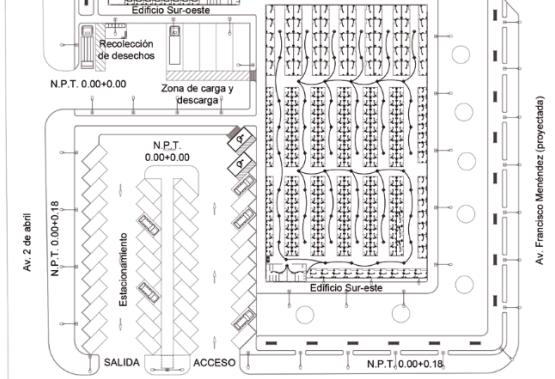 Edificio Sur-oeste
Recolección
de desechos
N.P.T. 0.00+0.00
Zona de carga y
descarga
N.P.T.
0.00+0.00
Av. 2 de abril
N.P.T. 0.00+0.18
Estacionamiento
Av. Francisco Menéndez (proyectada)
Edificio Sur-este
SALIDA
ACCESO
N.P.T. 0.00+0.18